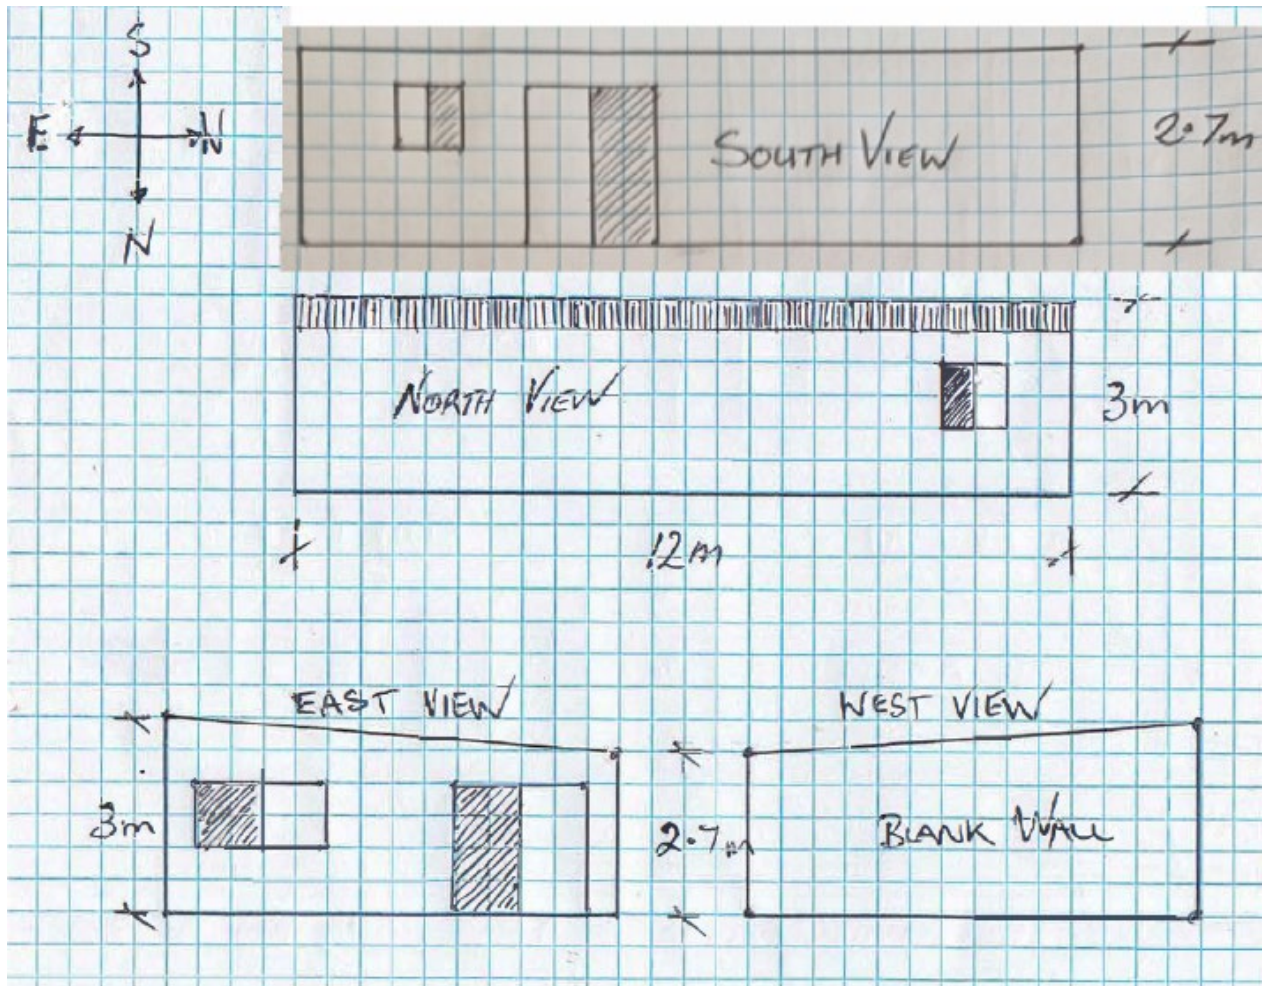 S
E N
N
SOUTH VIEW
2.7m
NORTH VIEW
3m
12m
EAST VIEW
WEST VIEW
3m
2.7m
BLANK WALL